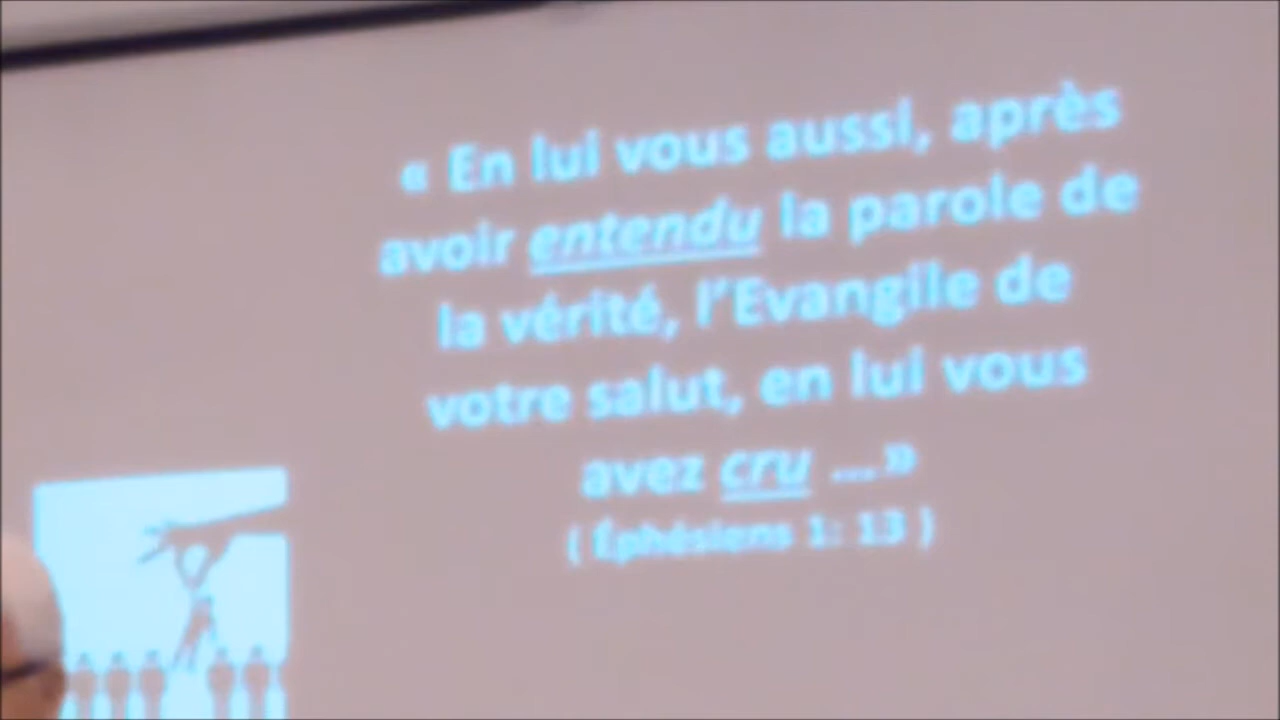 « En lui vous aussi, après
avoir entendu la parole de
la vérité, l'Evangile de
votre salut, en lui vous
avez cru ...»
( Éphésiens 1: 13 )